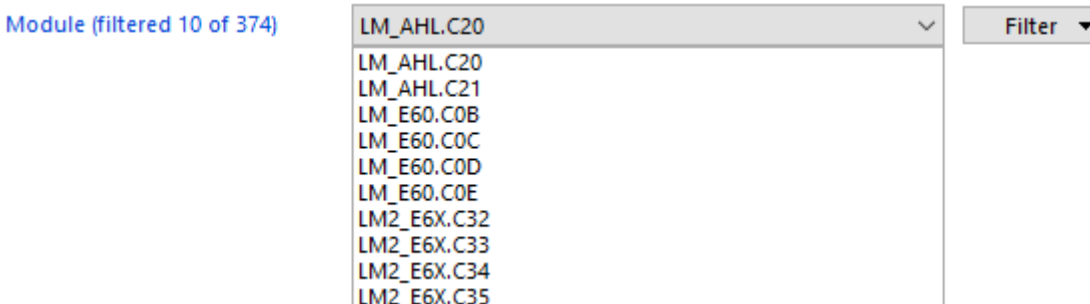 Module (filtered 10 of 374)
LM_AHL.C20
Filter
LM_AHL.C20
LM_AHL.C21
LM_E60.C0B
LM_E60.C0C
LM_E60.C0D
LM_E60.C0E
LM2_E6X.C32
LM2_E6X.C33
LM2_E6X.C34
LM2_E6X.C35